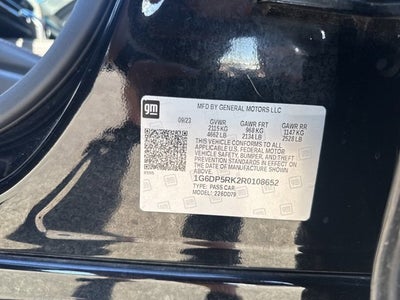 gm
MFD BY GENERAL MOTORS LLC
09/23 GVWR GAWR FRT GAWR RR
2115 KG 968 KG 1147 KG
4662 LB 2134 LB 2528 LB
THIS VEHICLE CONFORMS TO ALL
APPLICABLE U.S. FEDERAL MOTOR
VEHICLE SAFETY, BUMPER, AND THEFT
PREVENTION STANDARDS IN EFFECT ON
THE DATE OF MANUFACTURE SHOWN
ABOVE.
1G6DP5RK2R0108652
TYPE: PASS CAR
MODEL: 226DD79